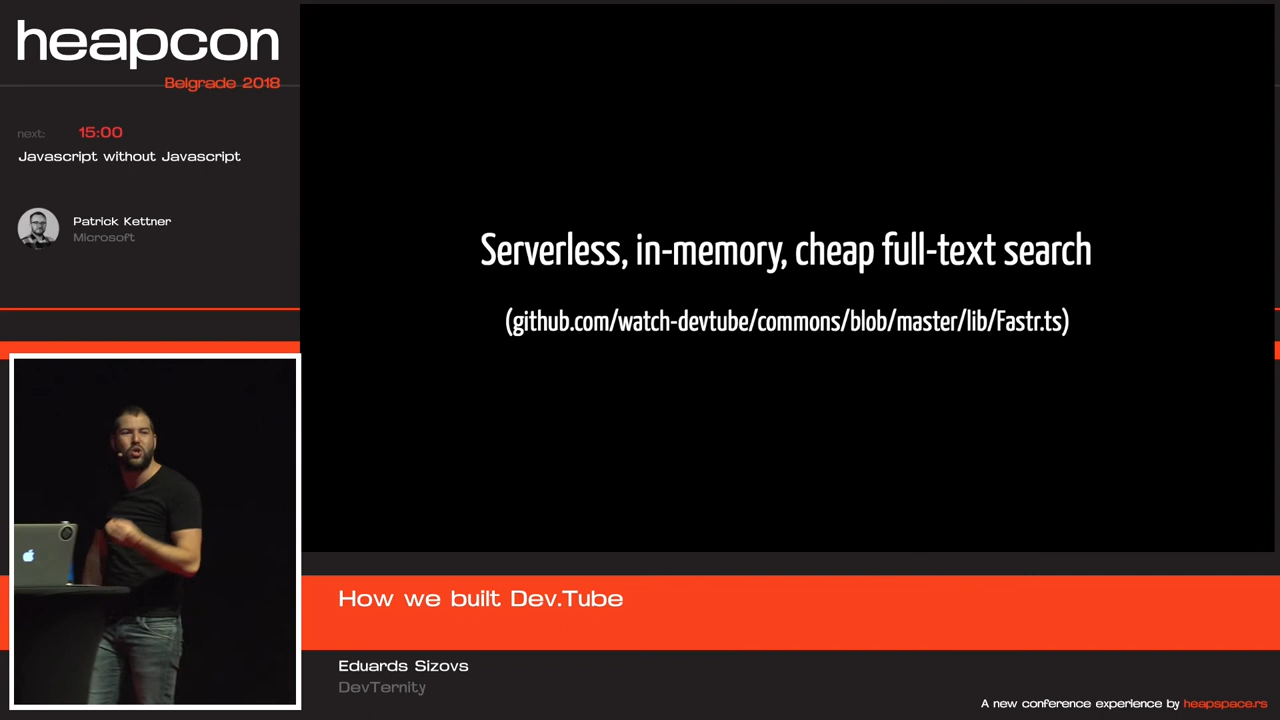 heapcon
Belgrade 2018
next: 15:00
Javascript without Javascript
Patrick Kettner
Microsoft
Serverless, in-memory, cheap full-text search
(github.com/watch-devtube/commons/blob/master/lib/Fastr.ts)
How we built Dev.Tube
Eduards Sizovs
DevTernity
A new conference experience by heapspace.rs